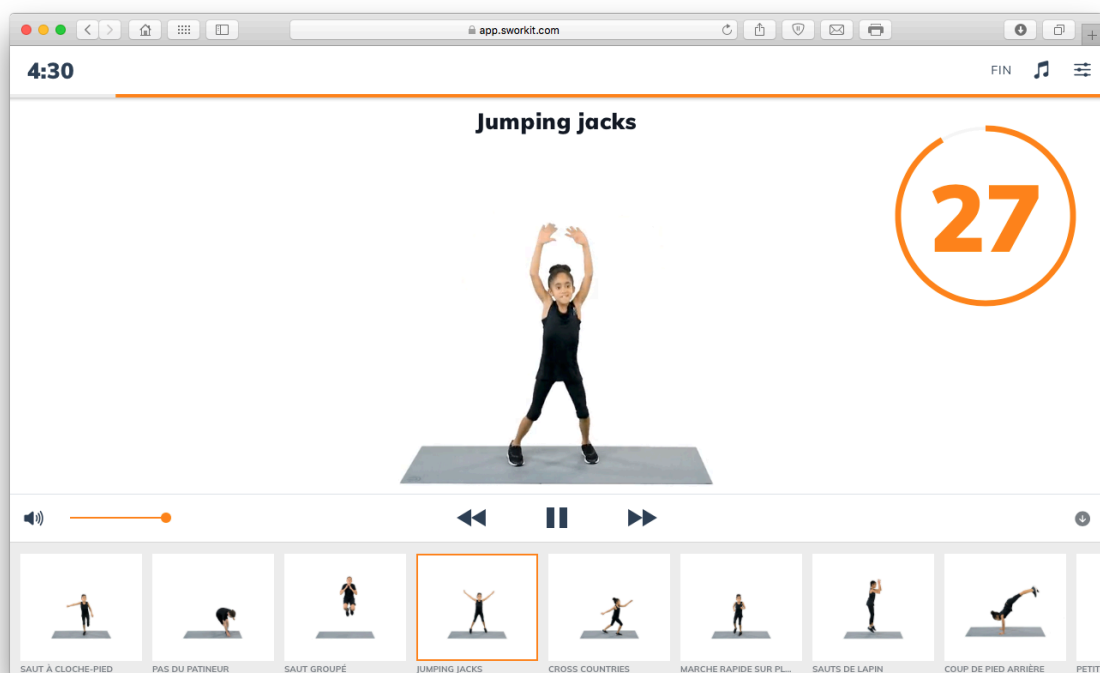 app.sworkit.com
4:30
FIN
Jumping jacks
27
SAUT À CLOCHE-PIED
PAS DU PATINEUR
SAUT GROUPÉ
JUMPING JACKS
CROSS COUNTRIES
MARCHE RAPIDE SUR PL...
SAUTS DE LAPIN
COUP DE PIED ARRIÈRE
PETIT